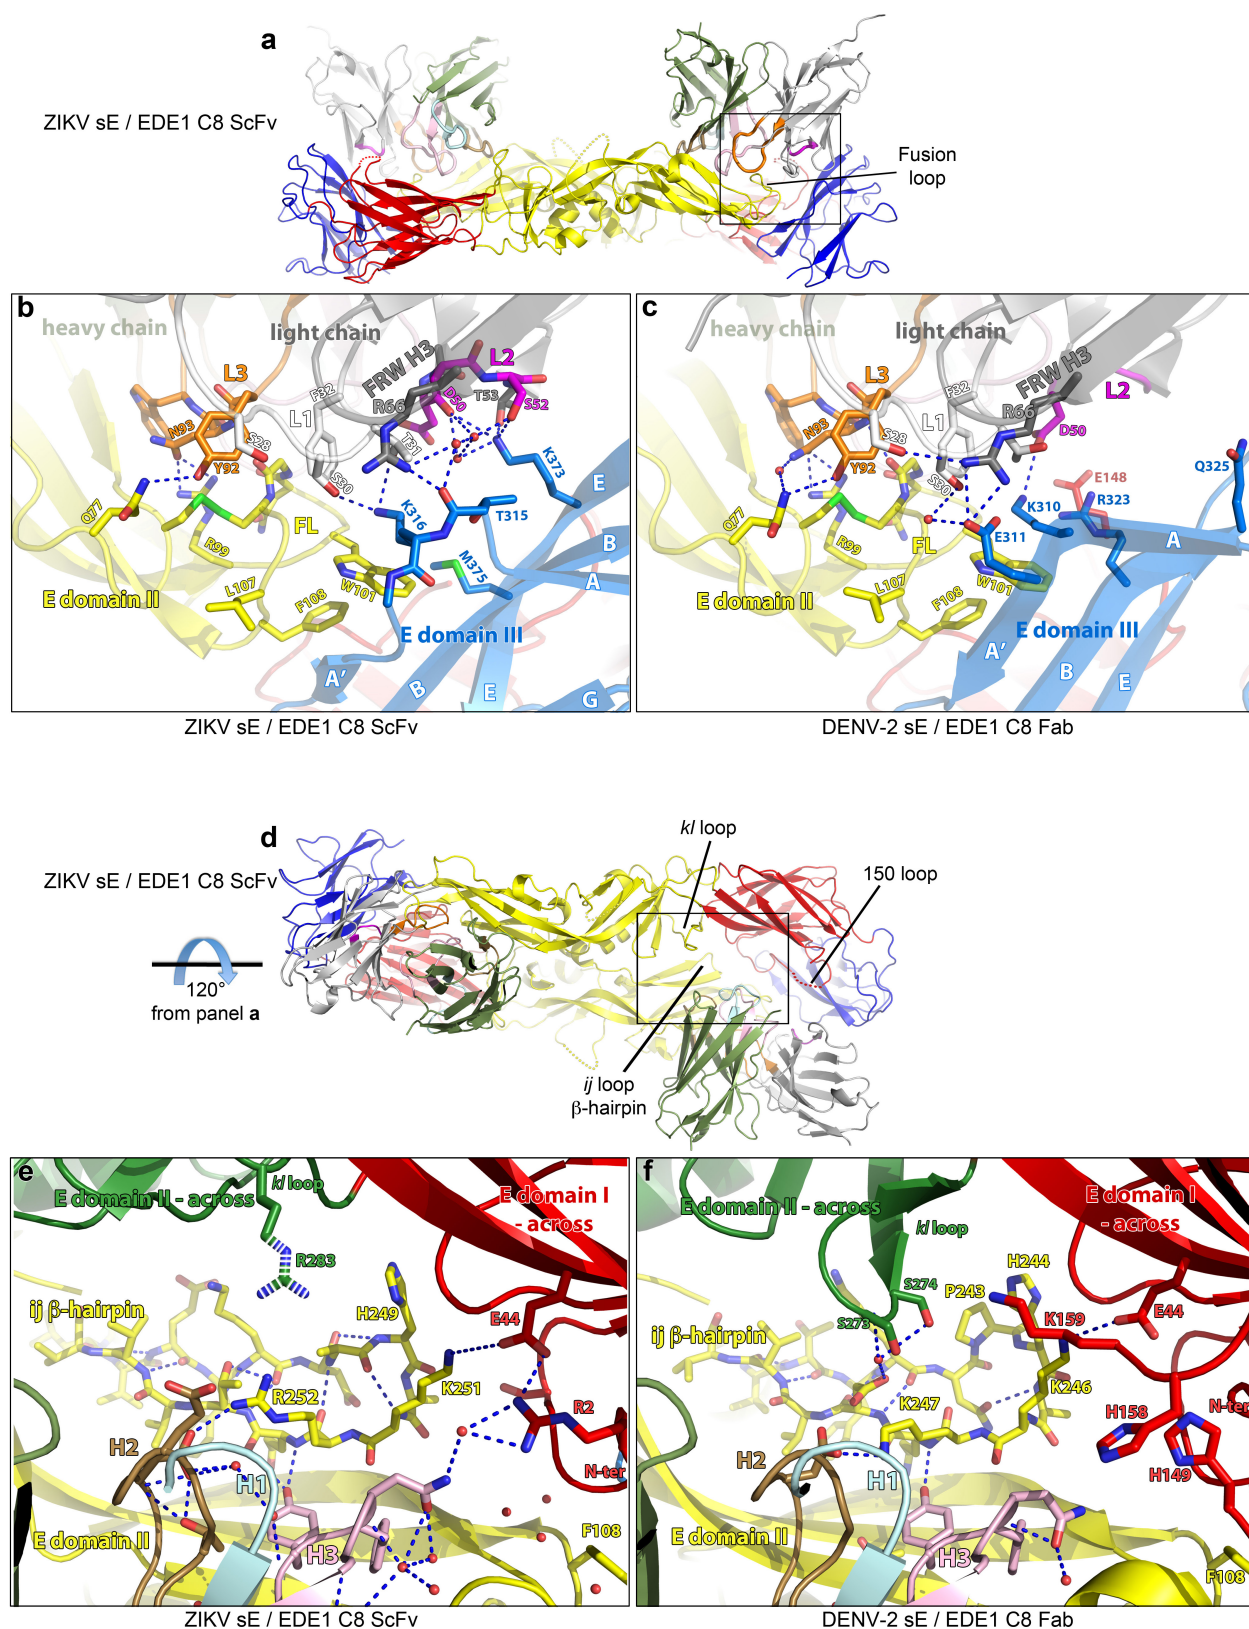 a
ZIKV sE / EDE1 C8 ScFv
Fusion
loop
b
heavy chain
light chain
L3
FRW H3
L2
F32
R66
D50
T53
S52
L1
N93
S28
T31
Y92
S30
K373
Q77
K316
T315
E
FL
R99
M375
B
A
L107
W101
F108
E domain II
E domain III
A'
B
E
G
ZIKV sE / EDE1 C8 ScFv
c
heavy chain
light chain
L3
FRW H3
L2
F32
R66
L1
N93
S28
D50
Y92
S30
Q325
E148
Q77
K310
R323
FL
R99
E311
A
L107
W101
F108
E domain II
E domain III
A'
B
E
DENV-2 sE / EDE1 C8 Fab
d
kl loop
ZIKV sE / EDE1 C8 ScFv
150 loop
120°
from panel a
ij loop
β-hairpin
e
kl loop
E domain II - across
E domain I
- across
R283
ij β-hairpin
H249
E44
R252
K251
R2
H2
H1
N-ter
E domain II
H3
F108
ZIKV sE / EDE1 C8 ScFv
f
E domain II - across
E domain I
- across
kl loop
H244
S274
P243
S273
K159
E44
ij β-hairpin
K246
K247
H158
N-ter
H2
H1
H149
E domain II
H3
F108
DENV-2 sE / EDE1 C8 Fab